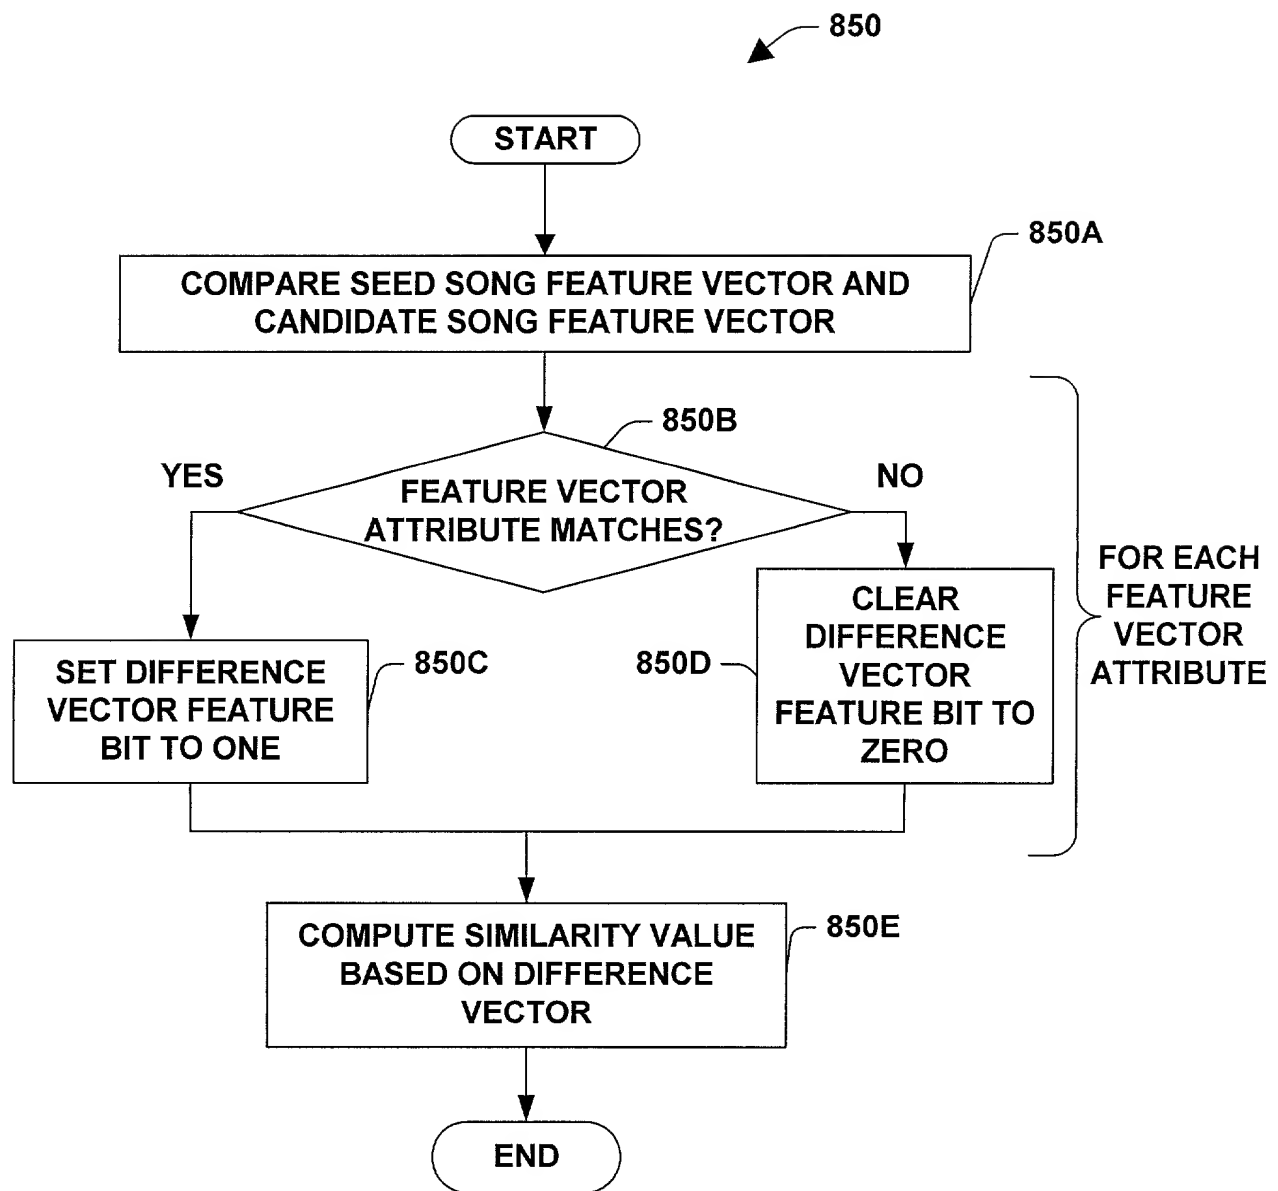 850
START
850A
COMPARE SEED SONG FEATURE VECTOR AND
CANDIDATE SONG FEATURE VECTOR
850B
YES
NO
FEATURE VECTOR
ATTRIBUTE MATCHES?
FOR EACH
FEATURE
VECTOR
ATTRIBUTE
SET DIFFERENCE
VECTOR FEATURE
BIT TO ONE
850C
850D
CLEAR
DIFFERENCE
VECTOR
FEATURE BIT TO
ZERO
850E
COMPUTE SIMILARITY VALUE
BASED ON DIFFERENCE
VECTOR
END